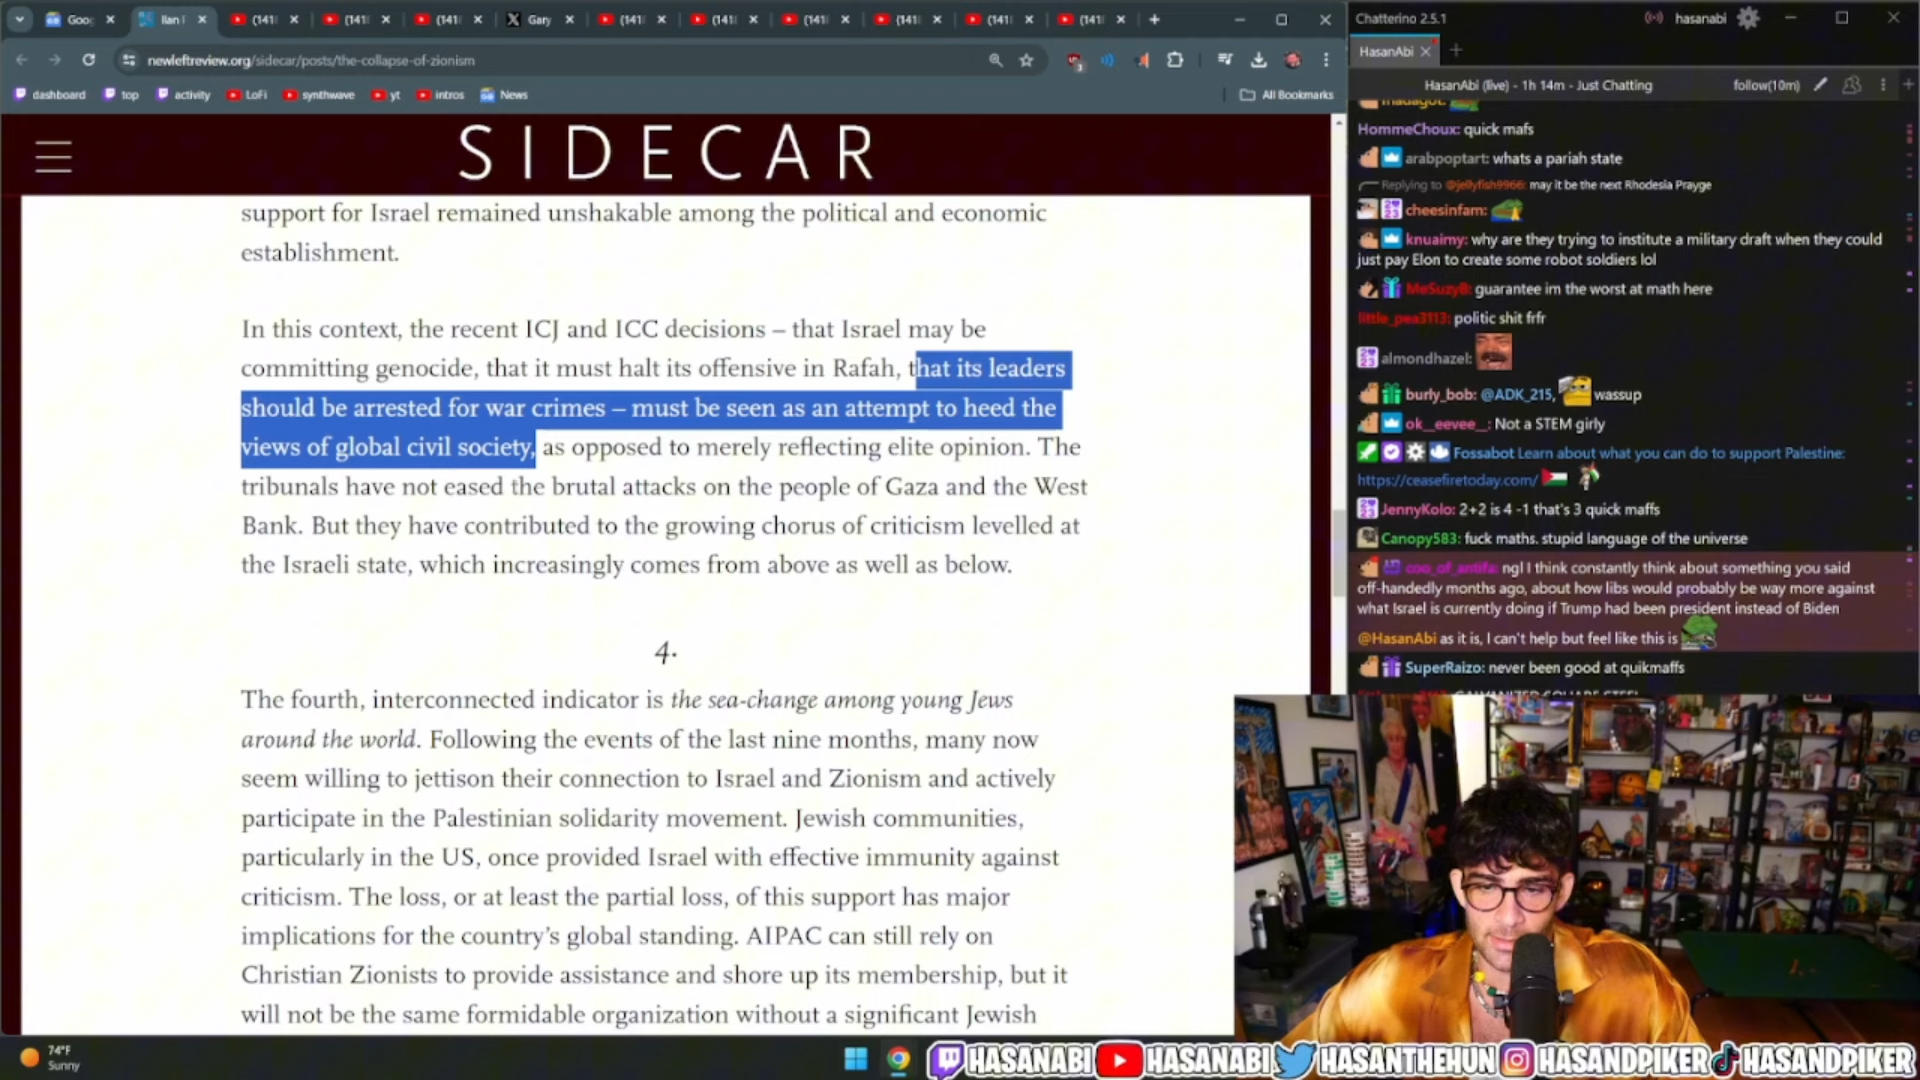 Goo
Ilan
(141
(141
(141
Gary
(141
(141
(141
(141
(141
(141
newleftreview.org/sidecar/posts/the-collapse-of-zionism
dashboard
top
activity
LoFi
synthwave
yt
intros
News
All Bookmarks
SIDECAR
support for Israel remained unshakable among the political and economic
establishment.
In this context, the recent ICJ and ICC decisions – that Israel may be
committing genocide, that it must halt its offensive in Rafah, that its leaders
should be arrested for war crimes – must be seen as an attempt to heed the
views of global civil society, as opposed to merely reflecting elite opinion. The
tribunals have not eased the brutal attacks on the people of Gaza and the West
Bank. But they have contributed to the growing chorus of criticism levelled at
the Israeli state, which increasingly comes from above as well as below.
4.
The fourth, interconnected indicator is the sea-change among young Jews
around the world. Following the events of the last nine months, many now
seem willing to jettison their connection to Israel and Zionism and actively
participate in the Palestinian solidarity movement. Jewish communities,
particularly in the US, once provided Israel with effective immunity against
criticism. The loss, or at least the partial loss, of this support has major
implications for the country's global standing. AIPAC can still rely on
Christian Zionists to provide assistance and shore up its membership, but it
will not be the same formidable organization without a significant Jewish
Chatterino 2.5.1
hasanabi
HasanAbi
HasanAbi (live) - 1h 14m - Just Chatting
follow(10m)
HommeChoux: quick mafs
arabpoptart: whats a pariah state
Replying to @jellyfish9966: may it be the next Rhodesia Prayge
cheesinfam:
knuaimy: why are they trying to institute a military draft when they could
just pay Elon to create some robot soldiers lol
MeSuzyB: guarantee im the worst at math here
little_pea3113: politic shit frfr
almondhazel:
burly_bob: @ADK_215, wassup
ok__eevee_: Not a STEM girly
Fossabot Learn about what you can do to support Palestine:
https://ceasefiretoday.com/
JennyKolo: 2+2 is 4 -1 that's 3 quick maffs
Canopy583: fuck maths. stupid language of the universe
coo_of_antifa: ngl I think constantly think about something you said
off-handedly months ago, about how libs would probably be way more against
what Israel is currently doing if Trump had been president instead of Biden
@HasanAbi as it is, I can't help but feel like this is
SuperRaizo: never been good at quikmaffs
74°F
Sunny
HASANABI
HASANABI
HASANTHEHUN
HASANDPIKER
HASANDPIKER